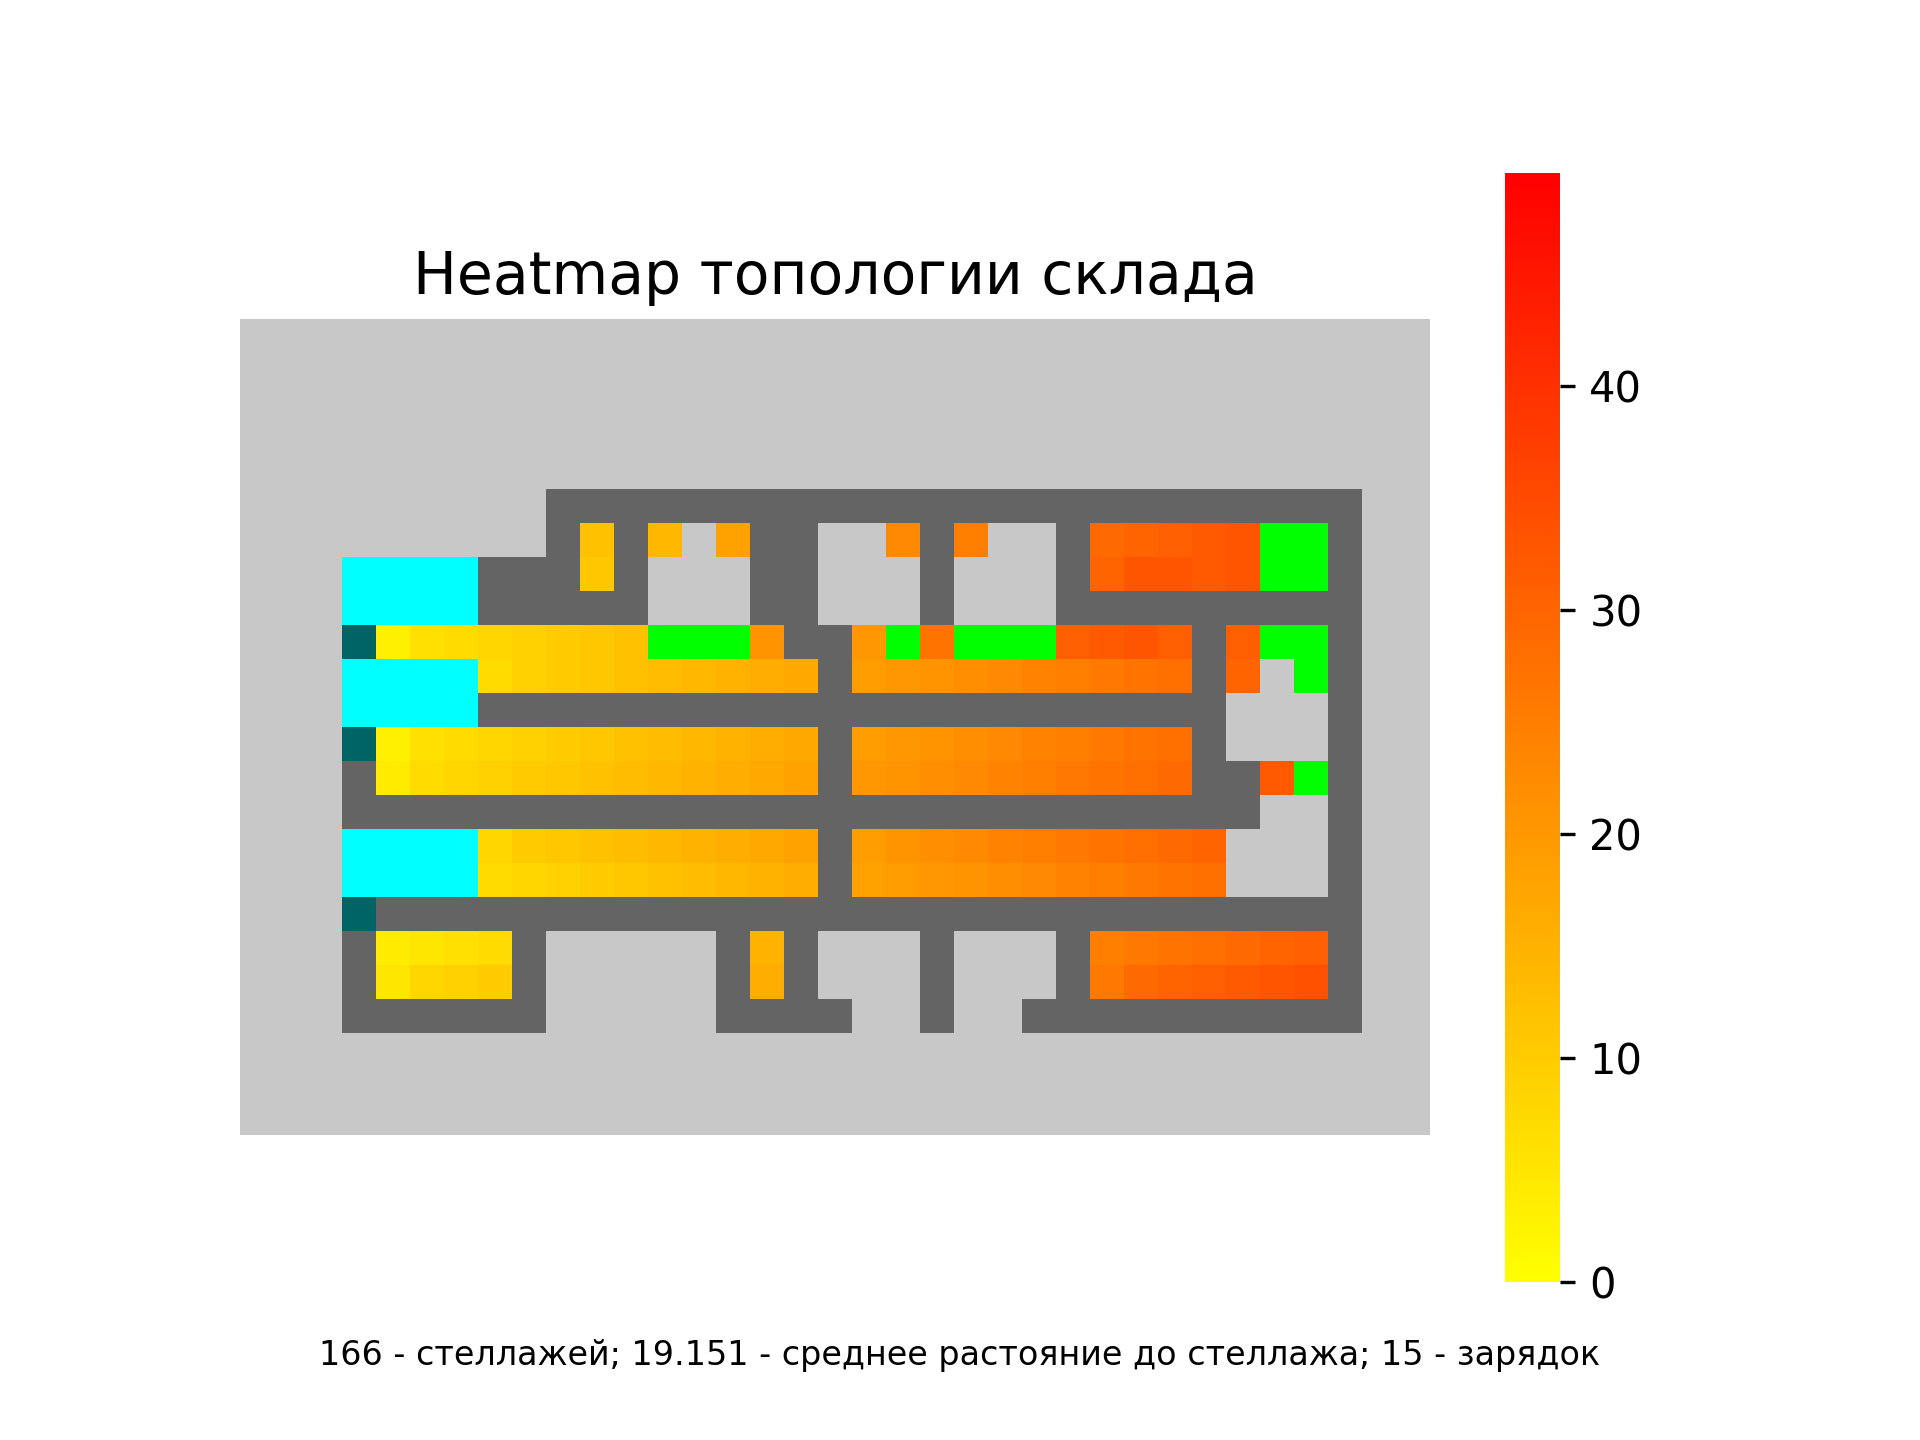 Heatmap топологии склада
40
30
20
10
0
166 - стеллажей; 19.151 - среднее растояние до стеллажа; 15 - зарядок